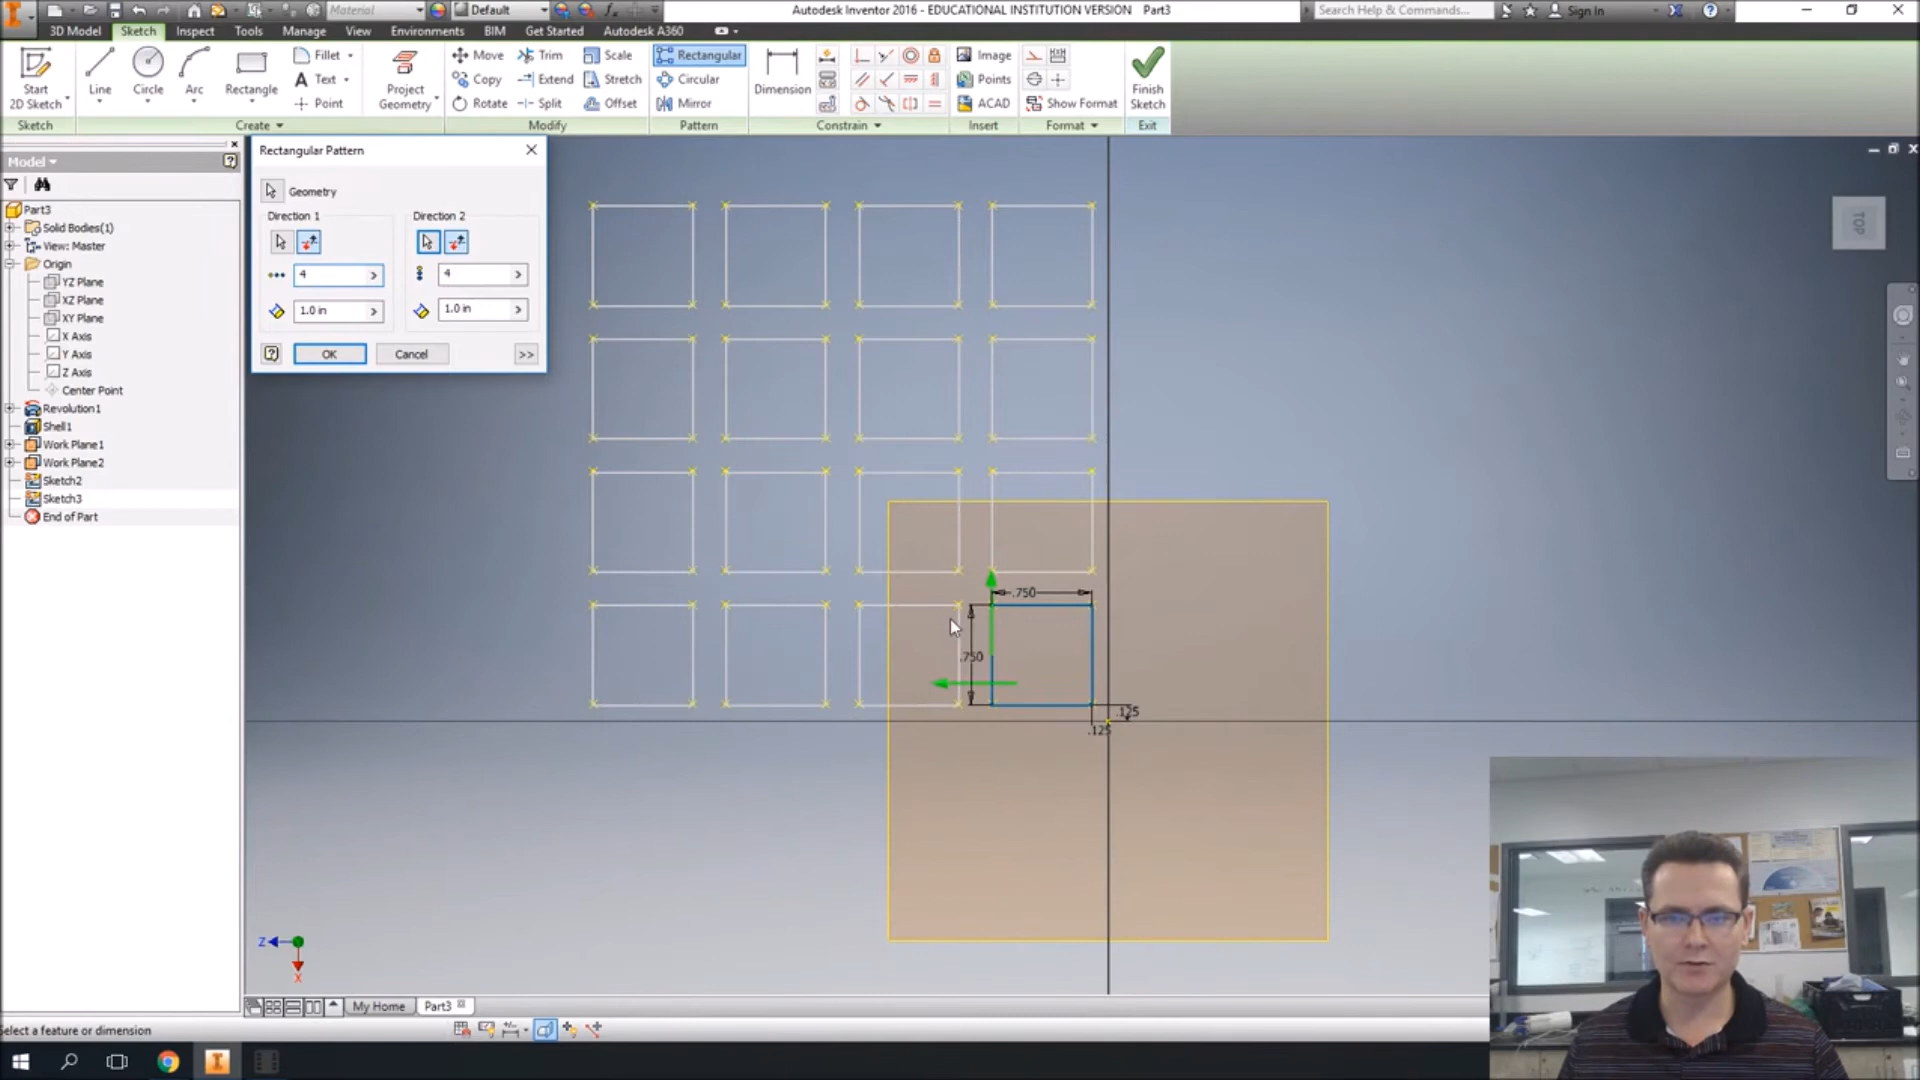 Material
Default
Autodesk Inventor 2016 - EDUCATIONAL INSTITUTION VERSION Part3
Search Help & Commands...
Sign In
3D Model Sketch Inspect Tools Manage View Environments BIM Get Started Autodesk A360
Start 2D Sketch
Line
Circle
Arc
Rectangle
Fillet
Text
Point
Project Geometry
Move
Copy
Rotate
Trim
Extend
Split
Scale
Stretch
Offset
Rectangular
Circular
Mirror
Dimension
Image
Points
ACAD
Show Format
Finish Sketch
Sketch Create Modify Pattern Constrain Insert Format Exit
Model
Part3
Solid Bodies(1)
View: Master
Origin
YZ Plane
XZ Plane
XY Plane
X Axis
Y Axis
Z Axis
Center Point
Revolution1
Shell1
Work Plane1
Work Plane2
Sketch2
Sketch3
End of Part
Rectangular Pattern
Geometry
Direction 1
Direction 2
4
4
1.0 in
1.0 in
OK
Cancel
>>
TOP
.750
.750
.125
.125
Z
X
My Home
Part3
Select a feature or dimension